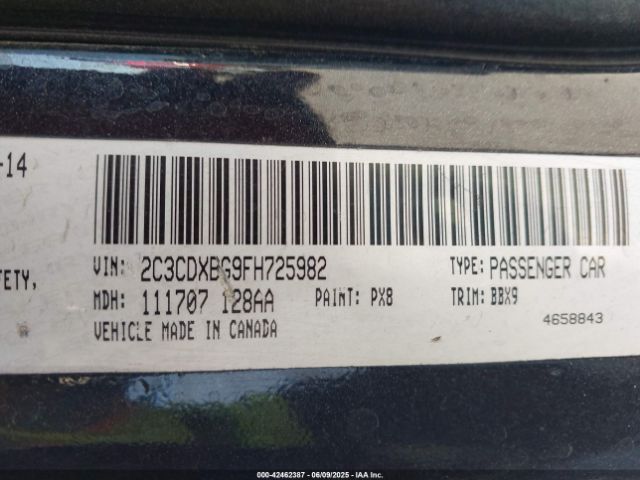 -14
VIN: 2C3CDXBG9FH725982 TYPE: PASSENGER CAR
FETY,
MDH: 111707 128AA PAINT: PX8 TRIM: BBX9
VEHICLE MADE IN CANADA 4658843
000-42462387 - 06/09/2025 - IAA Inc.